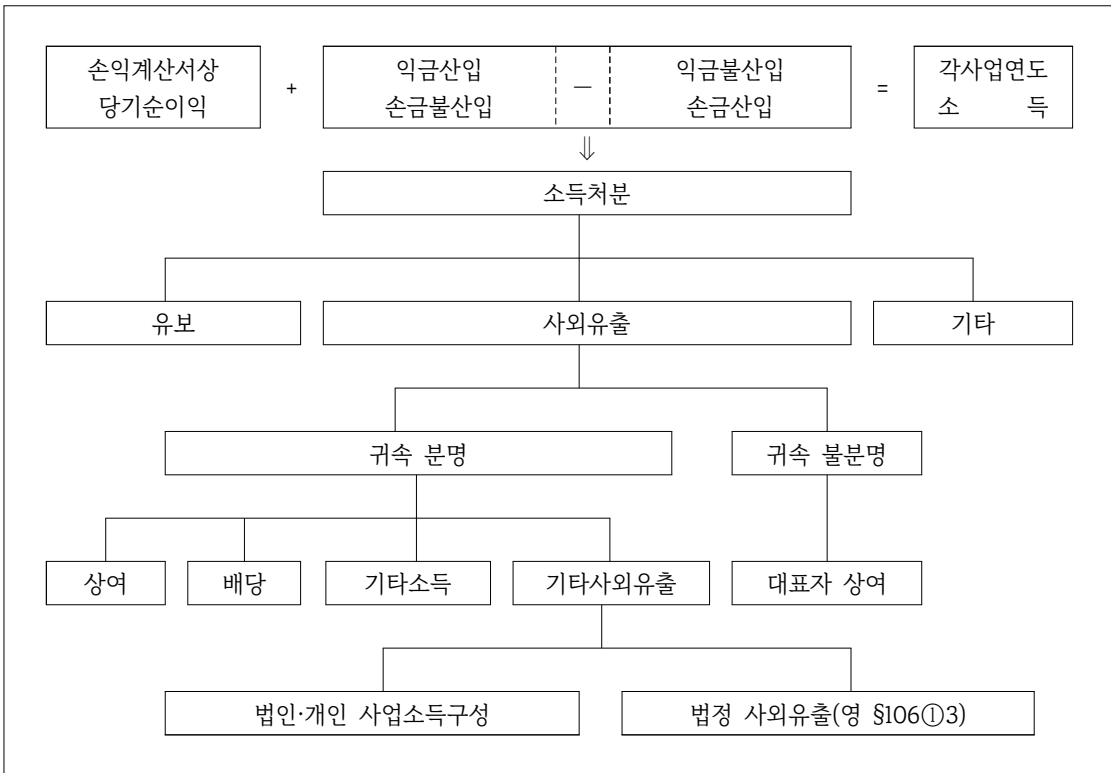 손익계산서상
당기순이익
+
익금산입
손금불산입
—
익금불산입
손금산입
=
각사업연도
소 득
⇓
소득처분
유보
사외유출
기타
귀속 분명
귀속 불분명
상여
배당
기타소득
기타사외유출
대표자 상여
법인·개인 사업소득구성
법정 사외유출(영 §106①3)